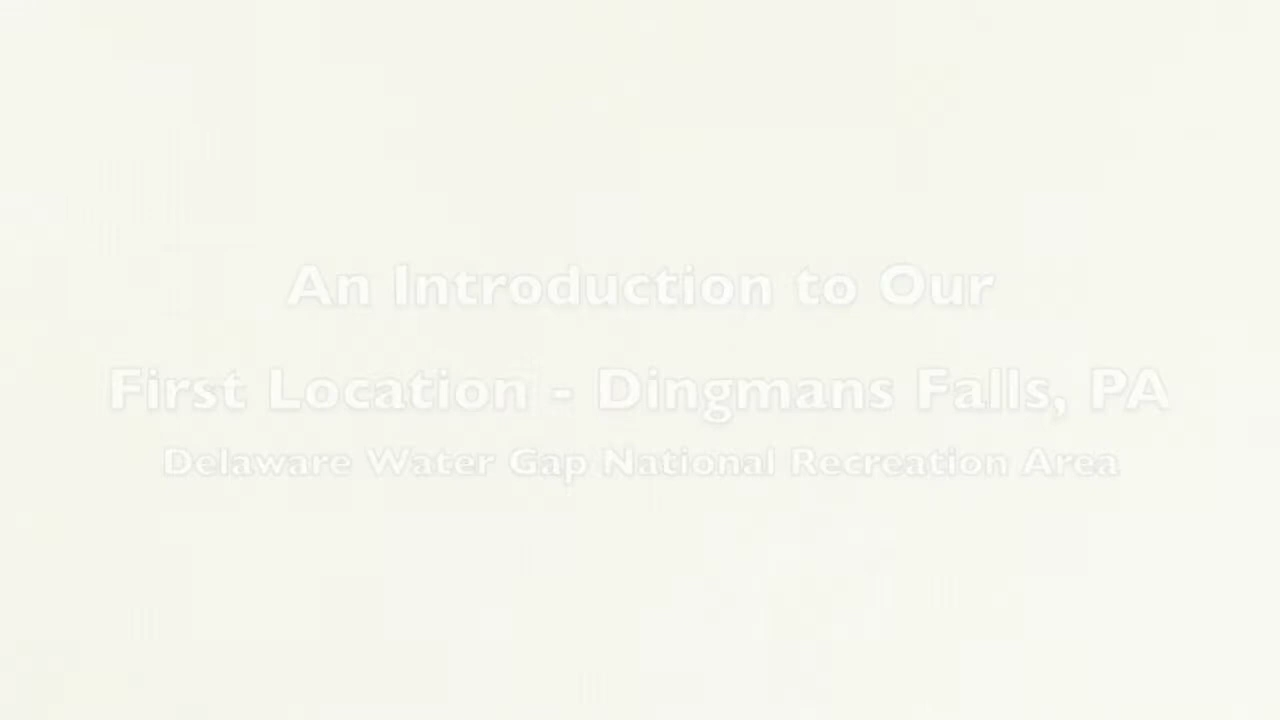 An Introduction to Our
First Location - Dingmans Falls, PA
Delaware Water Gap National Recreation Area